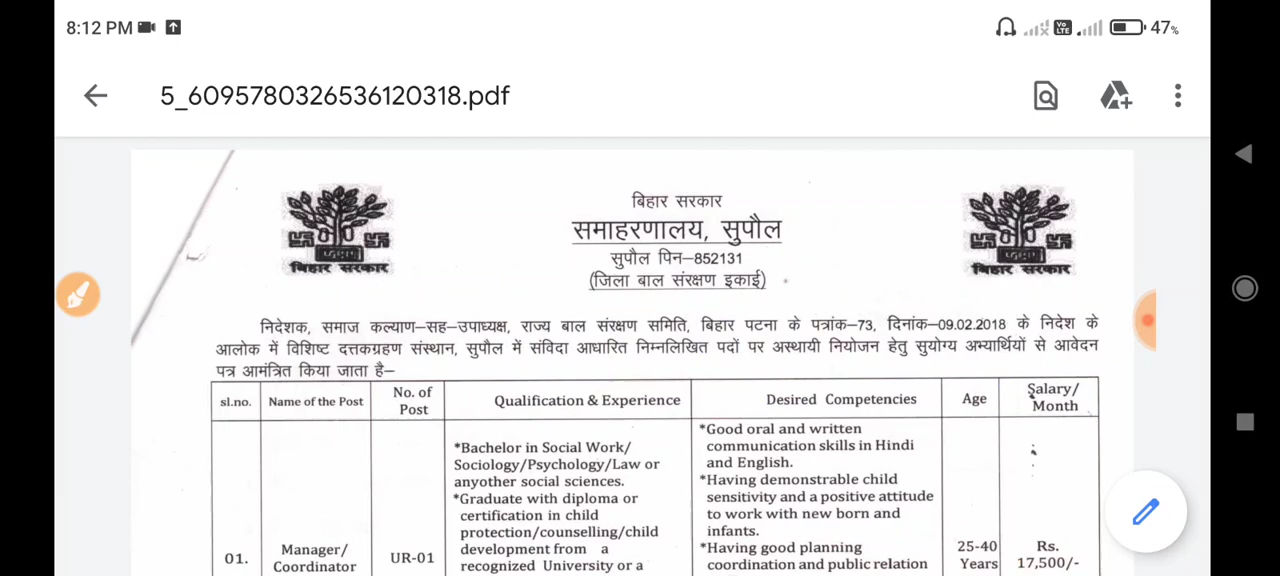 8:12 PM
Vo LTE
47%
5_6095780326536120318.pdf
बिहार सरकार
समाहरणालय, सुपौल
सुपौल पिन–852131
(जिला बाल संरक्षण इकाई)
बिहार सरकार
बिहार सरकार
निदेशक, समाज कल्याण–सह–उपाध्यक्ष, राज्य बाल संरक्षण समिति, बिहार पटना के पत्रांक–73, दिनांक–09.02.2018 के निदेश के
आलोक में विशिष्ट दत्तकग्रहण संस्थान, सुपौल में संविदा आधारित निम्नलिखित पदों पर अस्थायी नियोजन हेतु सुयोग्य अभ्यार्थियों से आवेदन
पत्र आमंत्रित किया जाता है–
sl.no.
Name of the Post
No. of
Post
Qualification & Experience
Desired Competencies
Age
Salary/
Month
01.
Manager/
Coordinator
UR-01
*Bachelor in Social Work/
Sociology/Psychology/Law or
anyother social sciences.
*Graduate with diploma or
certification in child
protection/counselling/child
development from a
recognized University or a
*Good oral and written
communication skills in Hindi
and English.
*Having demonstrable child
sensitivity and a positive attitude
to work with new born and
infants.
*Having good planning
coordination and public relation
25-40
Years
Rs.
17,500/-